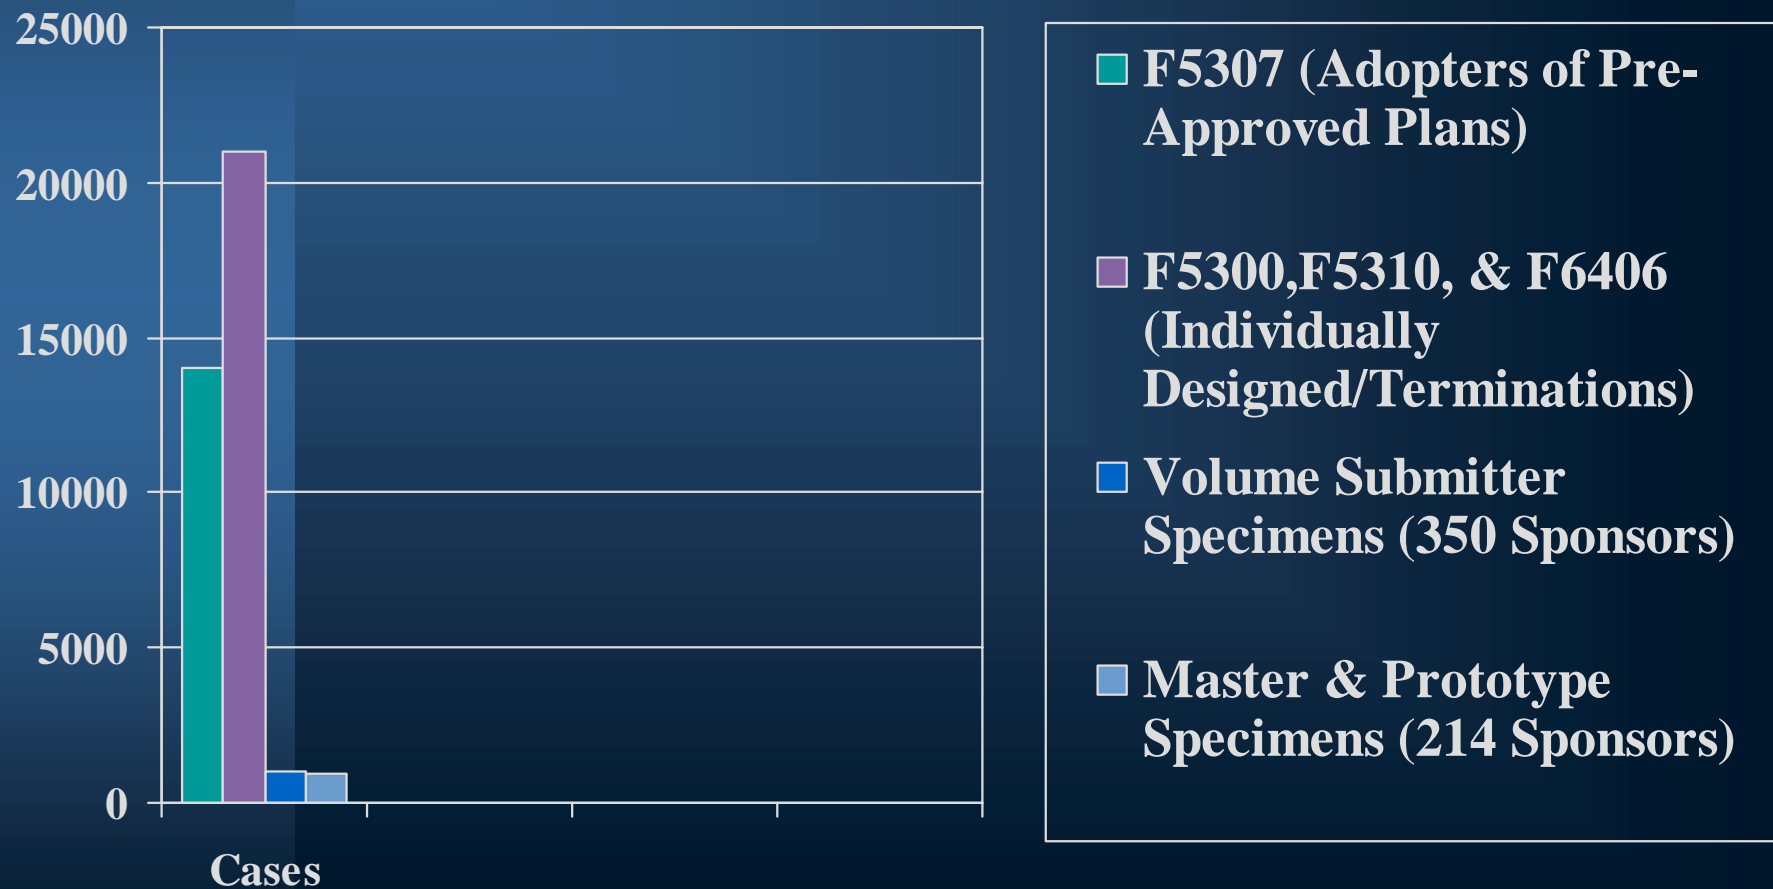 25000
20000
15000
10000
5000
0
Cases
F5307 (Adopters of Pre-
Approved Plans)
F5300,F5310, & F6406
(Individually
Designed/Terminations)
Volume Submitter
Specimens (350 Sponsors)
Master & Prototype
Specimens (214 Sponsors)